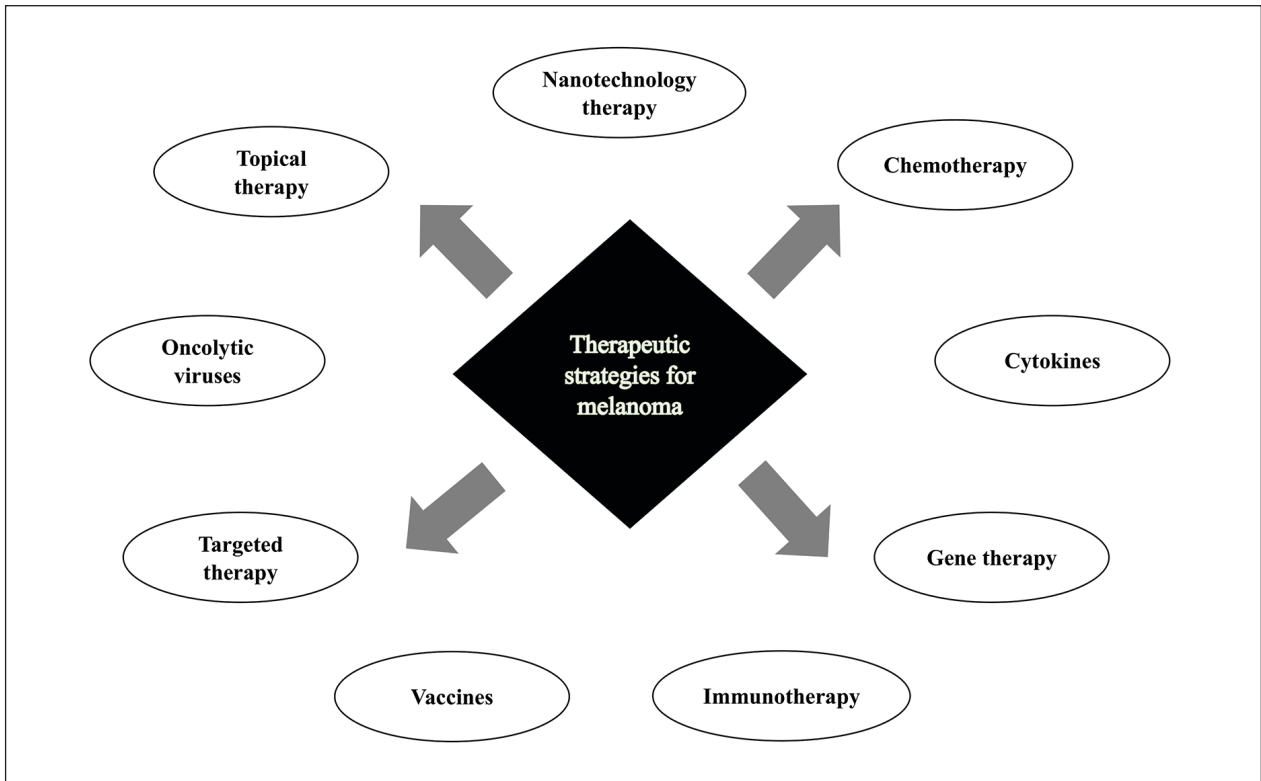 Nanotechnology
therapy
Topical
therapy
Chemotherapy
Oncolytic
viruses
Therapeutic
strategies for
melanoma
Cytokines
Targeted
therapy
Gene therapy
Vaccines
Immunotherapy